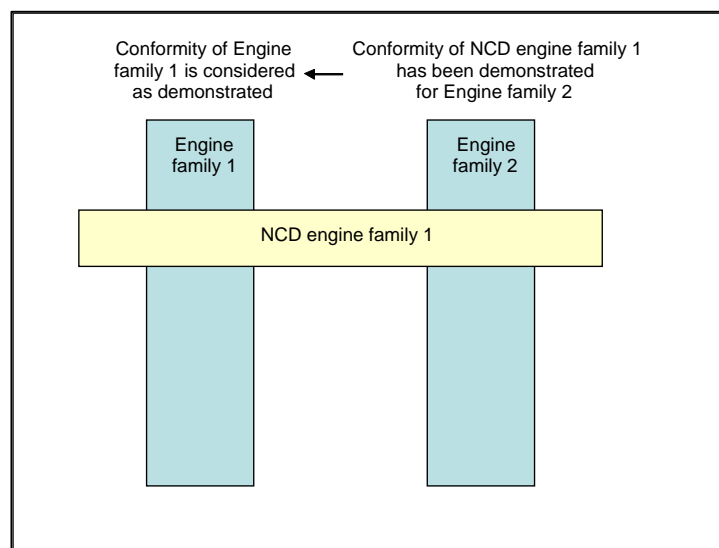 Conformity of Engine
family 1 is considered
as demonstrated
Conformity of NCD engine family 1
has been demonstrated
for Engine family 2
Engine
family 1
Engine
family 2
NCD engine family 1